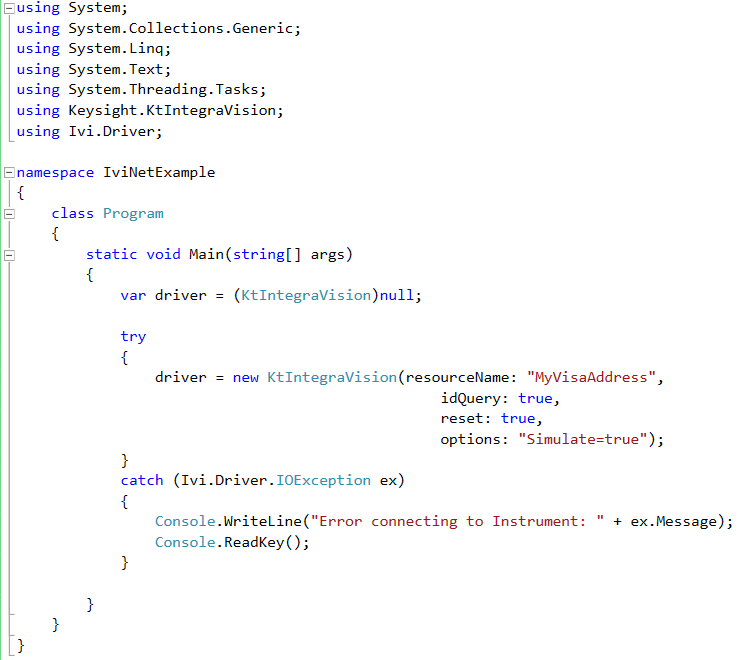 using System;
using System.Collections.Generic;
using System.Linq;
using System.Text;
using System.Threading.Tasks;
using Keysight.KtIntegraVision;
using Ivi.Driver;

namespace IviNetExample
{
    class Program
    {
        static void Main(string[] args)
        {
            var driver = (KtIntegraVision)null;

            try
            {
                driver = new KtIntegraVision(resourceName: "MyVisaAddress",
                                                 idQuery: true,
                                                 reset: true,
                                                 options: "Simulate=true");
            }
            catch (Ivi.Driver.IOException ex)
            {
                Console.WriteLine("Error connecting to Instrument: " + ex.Message);
                Console.ReadKey();
            }

        }
    }
}